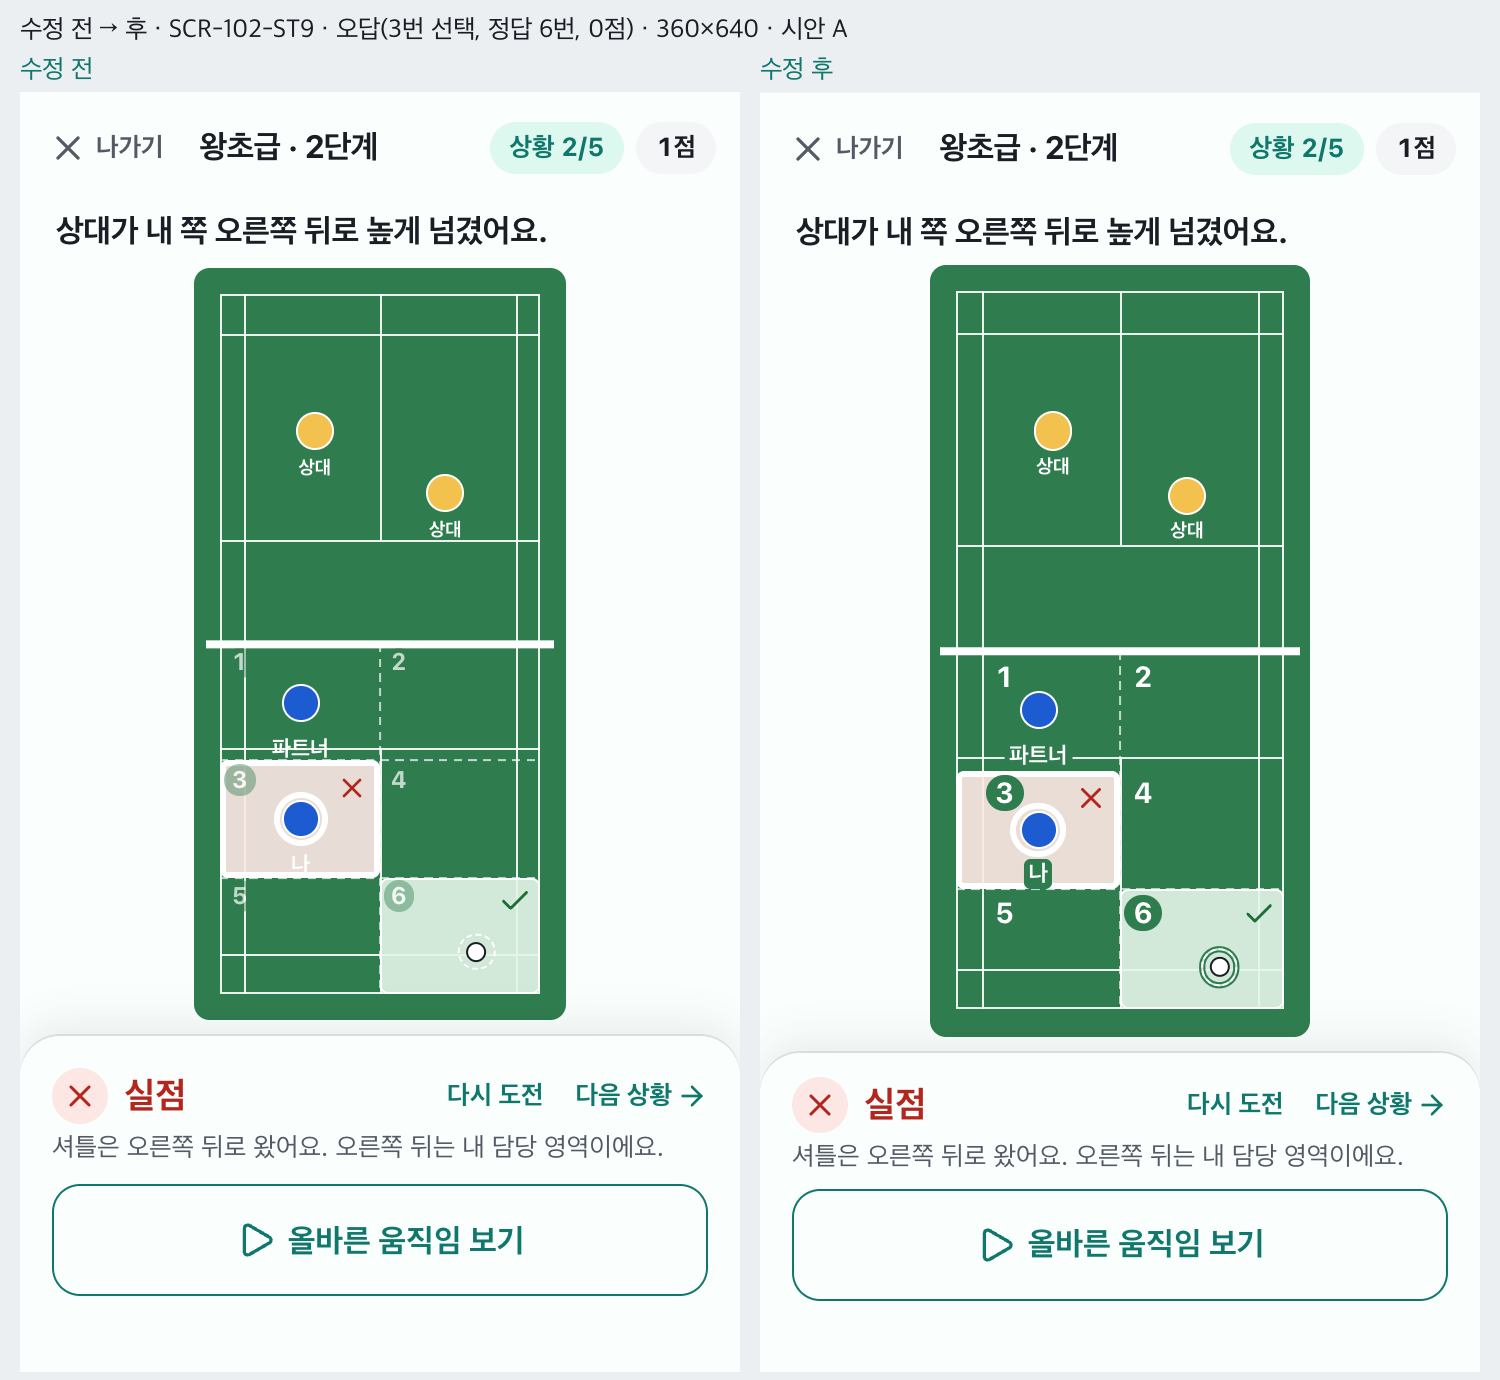 수정 전 → 후 · SCR-102-ST9 · 오답(3번 선택, 정답 6번, 0점) · 360×640 · 시안 A
수정 전
나가기 왕초급 · 2단계 상황 2/5 1점
상대가 내 쪽 오른쪽 뒤로 높게 넘겼어요.
상대
상대
1 2
파트너
3 4
나
5 6
실점 다시 도전 다음 상황 →
셔틀은 오른쪽 뒤로 왔어요. 오른쪽 뒤는 내 담당 영역이에요.
올바른 움직임 보기
수정 후
나가기 왕초급 · 2단계 상황 2/5 1점
상대가 내 쪽 오른쪽 뒤로 높게 넘겼어요.
상대
상대
1 2
파트너
3 4
나
5 6
실점 다시 도전 다음 상황 →
셔틀은 오른쪽 뒤로 왔어요. 오른쪽 뒤는 내 담당 영역이에요.
올바른 움직임 보기